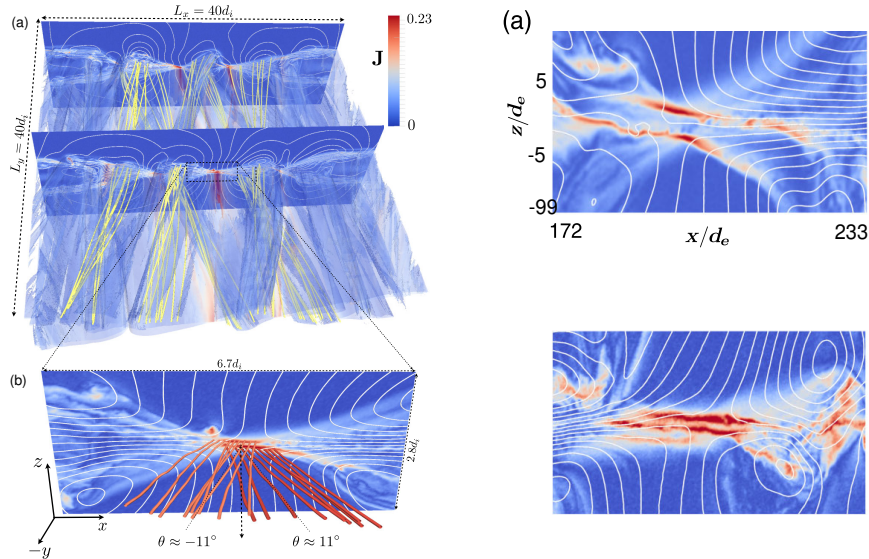 (a)
L_x = 40d_i
L_y = 40d_i
J
0.23
0
(b)
6.7d_i
2.8d_i
z
x
−y
θ ≈ −11°
θ ≈ 11°
(a)
z/d_e
5
-5
-99
172
x/d_e
233
0